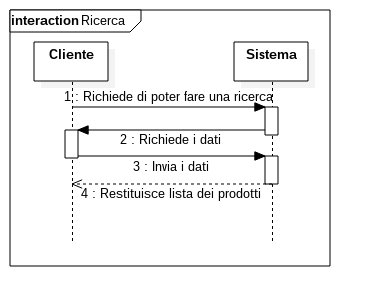 interaction Ricerca
Cliente
Sistema
1 : Richiede di poter fare una ricerca
2 : Richiede i dati
3 : Invia i dati
4 : Restituisce lista dei prodotti